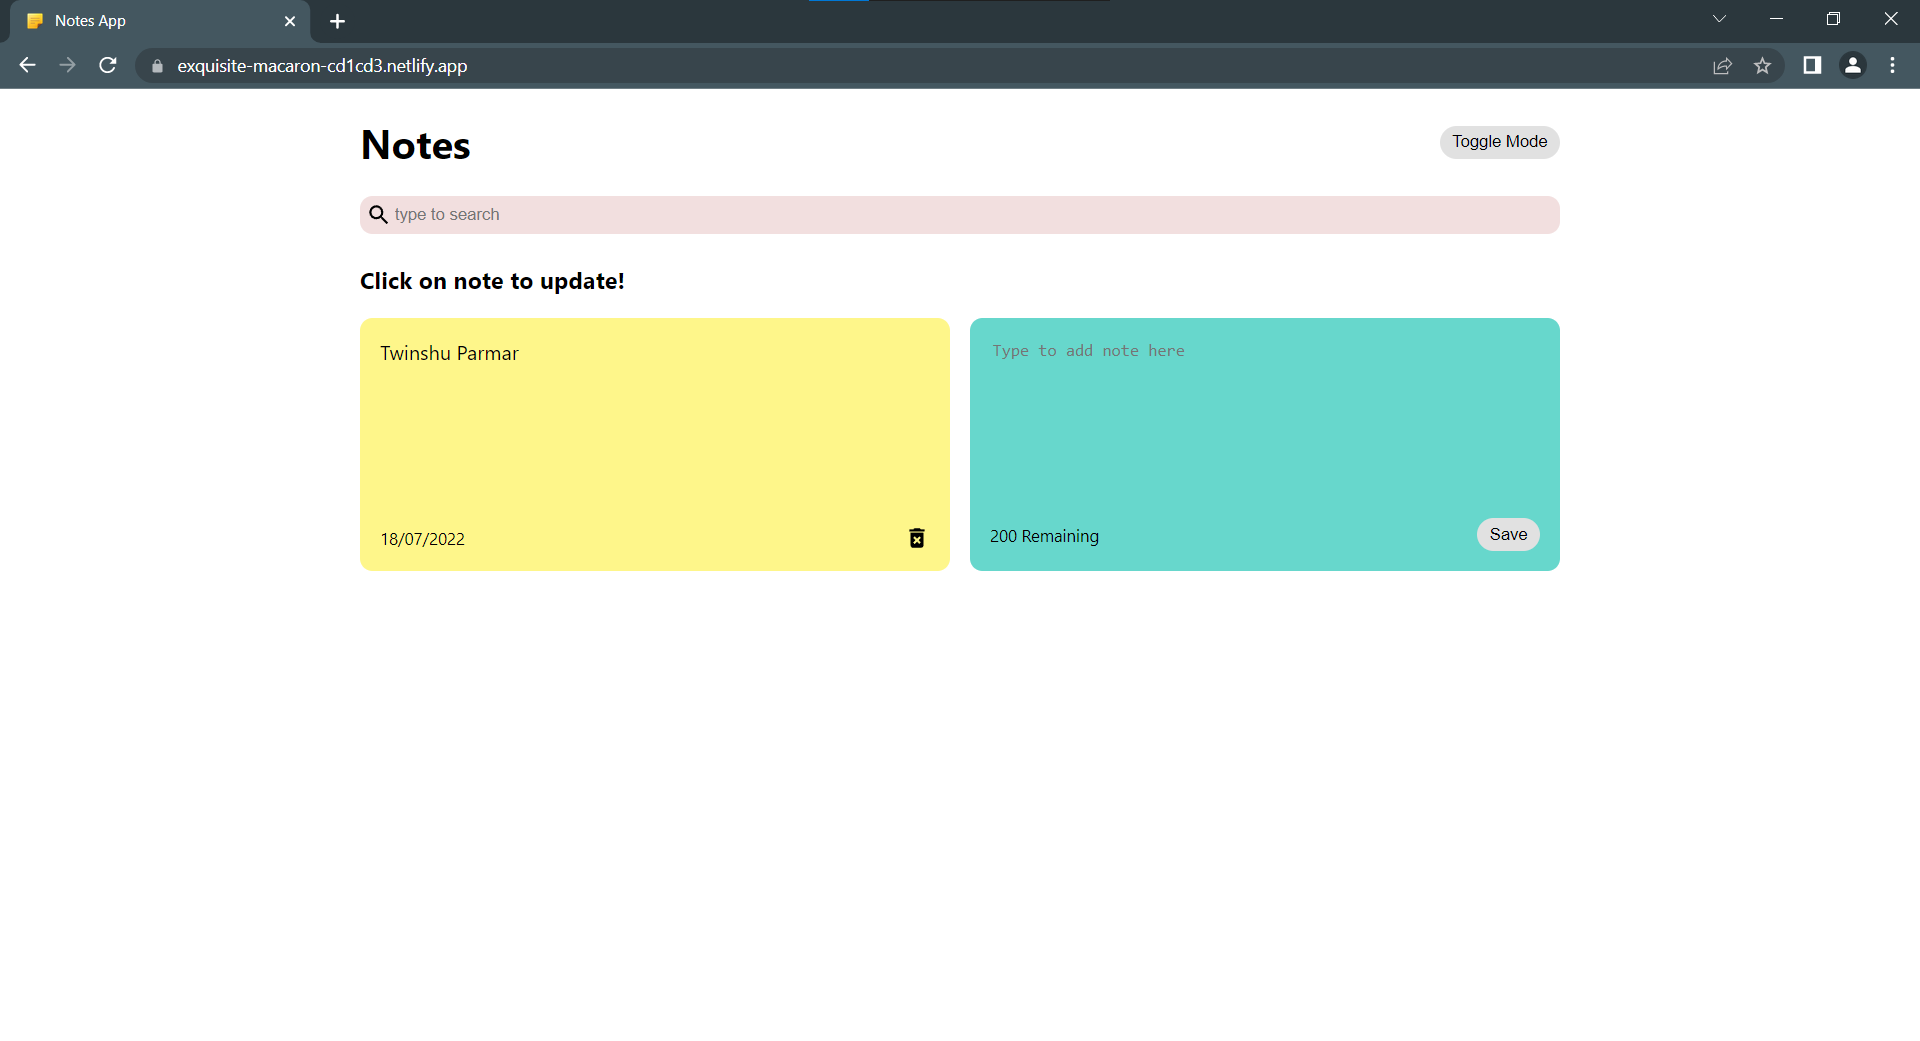 Notes App
exquisite-macaron-cd1cd3.netlify.app
Notes
Toggle Mode
type to search
Click on note to update!
Twinshu Parmar
18/07/2022
Type to add note here
200 Remaining
Save